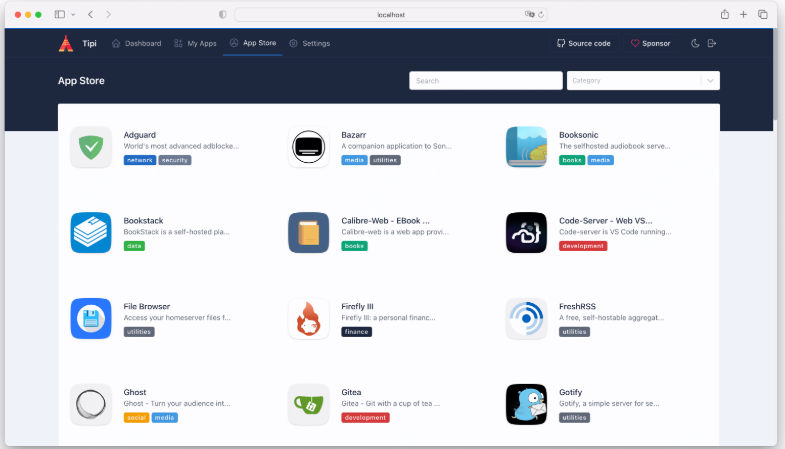 localhost
Tipi Dashboard My Apps App Store Settings Source code Sponsor
App Store Search Category
Adguard
World's most advanced adblocke...
network security
Bazarr
A companion application to Son...
media utilities
Booksonic
The selfhosted audiobook serve...
books media
Bookstack
BookStack is a self-hosted pla...
data
Calibre-Web - EBook ...
Calibre-web is a web app provi...
books
Code-Server - Web VS...
Code-server is VS Code running...
development
File Browser
Access your homeserver files f...
utilities
Firefly III
Firefly III: a personal financ...
finance
FreshRSS
A free, self-hostable aggregat...
utilities
Ghost
Ghost - Turn your audience int...
social media
Gitea
Gitea - Git with a cup of tea ...
development
Gotify
Gotify, a simple server for se...
utilities